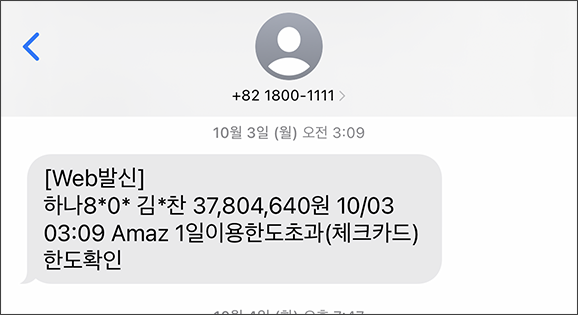 +82 1800-1111
10월 3일 (월) 오전 3:09
[Web발신]
하나8*0* 김*찬 37,804,640원 10/03
03:09 Amaz 1일이용한도초과(체크카드)
한도확인